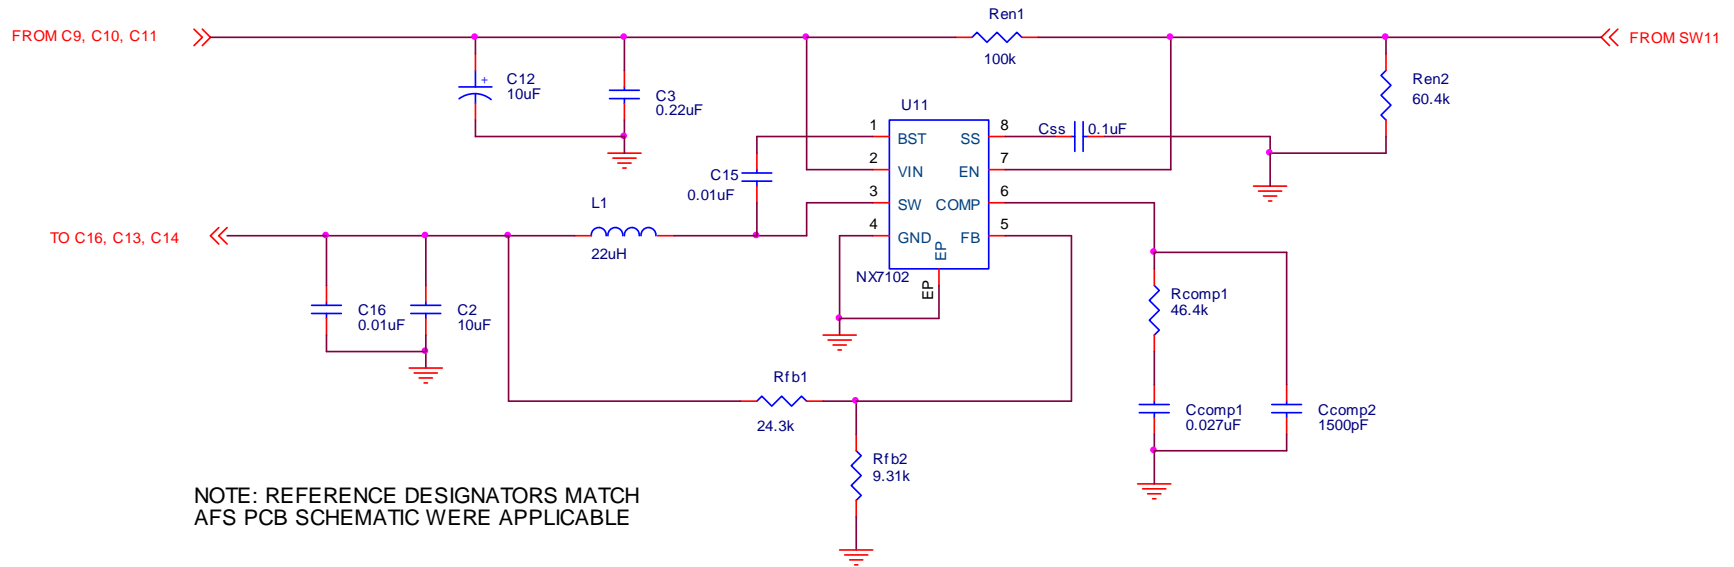 Ren1
FROM C9, C10, C11
FROM SW11
100k
C12
10uF
C3
0.22uF
Ren2
60.4k
U11
1
BST
SS
8
Css
0.1uF
2
VIN
EN
7
C15
0.01uF
3
SW
COMP
6
L1
22uH
4
GND
FB
5
EP
NX7102
EP
TO C16, C13, C14
C16
0.01uF
C2
10uF
Rcomp1
46.4k
Rfb1
24.3k
Ccomp1
0.027uF
Ccomp2
1500pF
Rfb2
9.31k
NOTE: REFERENCE DESIGNATORS MATCH
AFS PCB SCHEMATIC WERE APPLICABLE